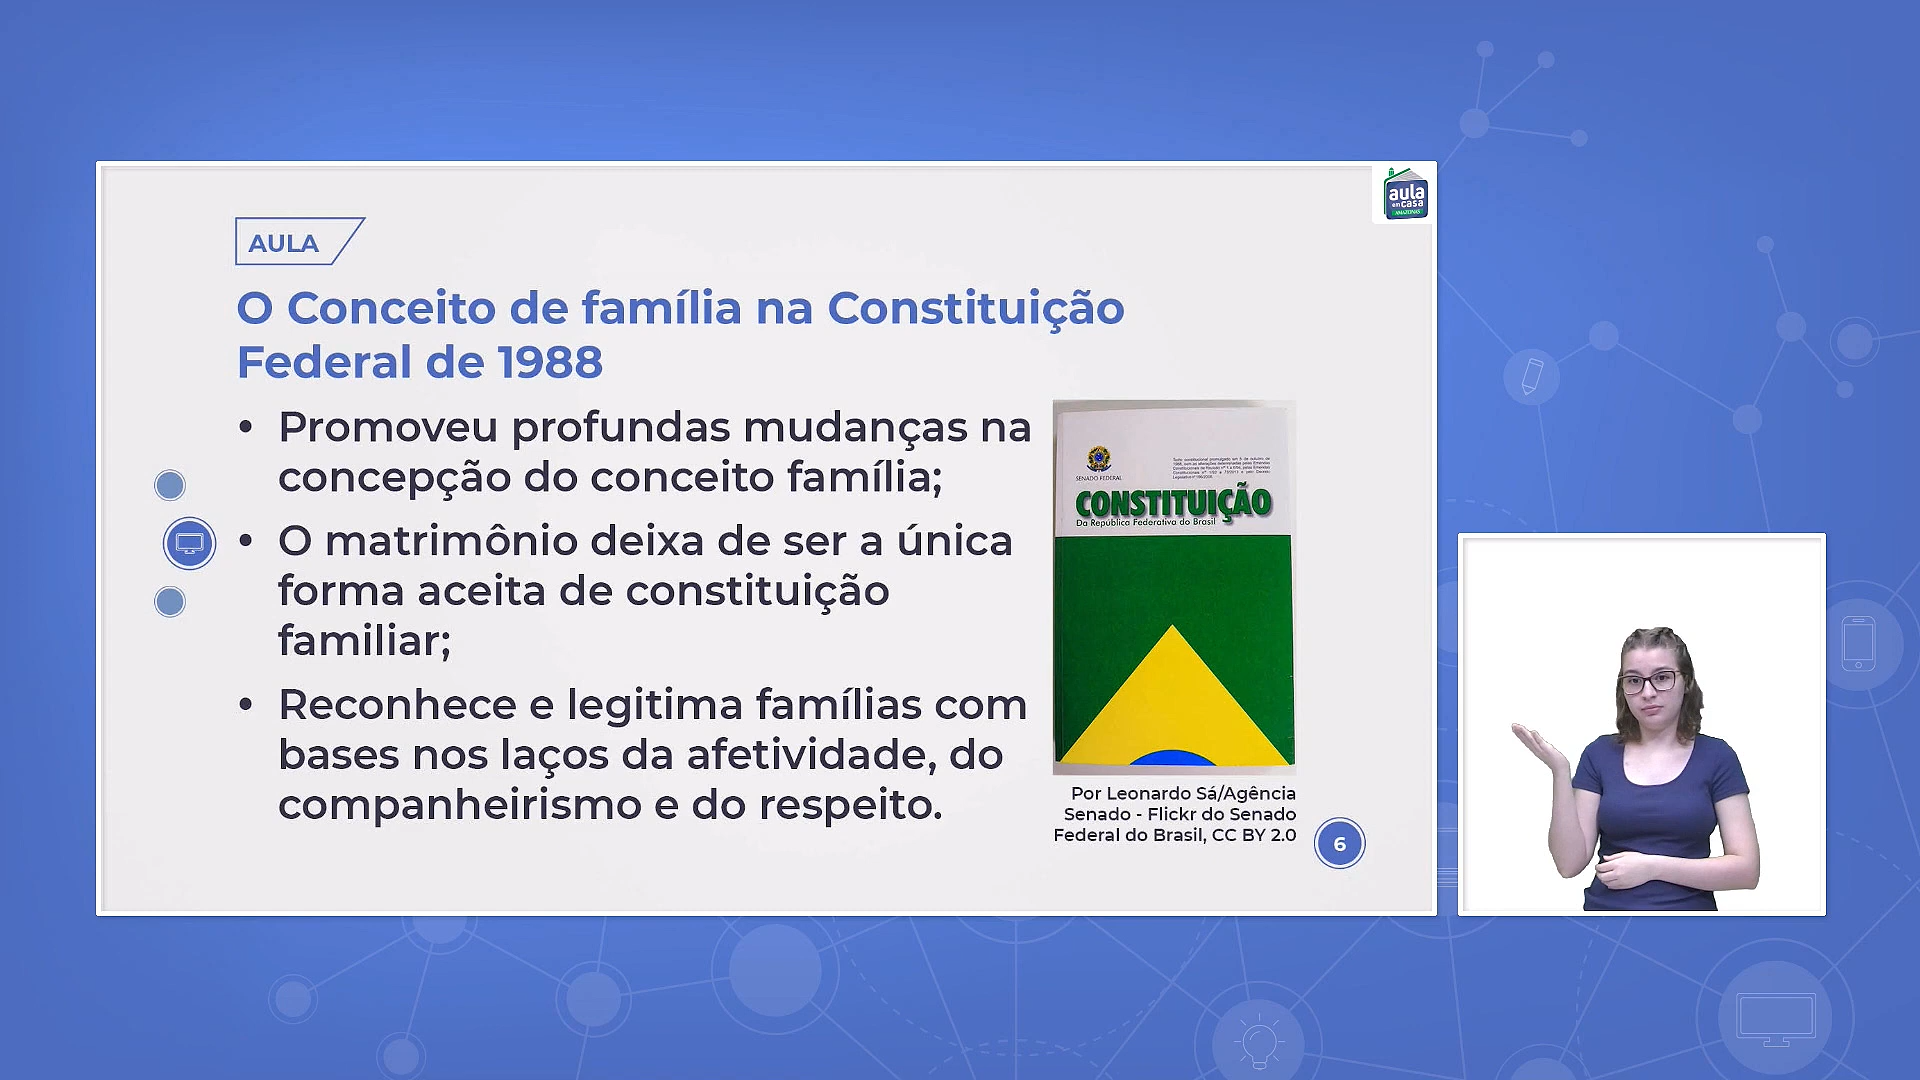 aula
em casa
AMAZONAS
AULA
O Conceito de família na Constituição
Federal de 1988
• Promoveu profundas mudanças na
concepção do conceito família;
• O matrimônio deixa de ser a única
forma aceita de constituição
familiar;
• Reconhece e legitima famílias com
bases nos laços da afetividade, do
companheirismo e do respeito.
SENADO FEDERAL
CONSTITUIÇÃO
Da República Federativa do Brasil
Por Leonardo Sá/Agência
Senado - Flickr do Senado
Federal do Brasil, CC BY 2.0
6